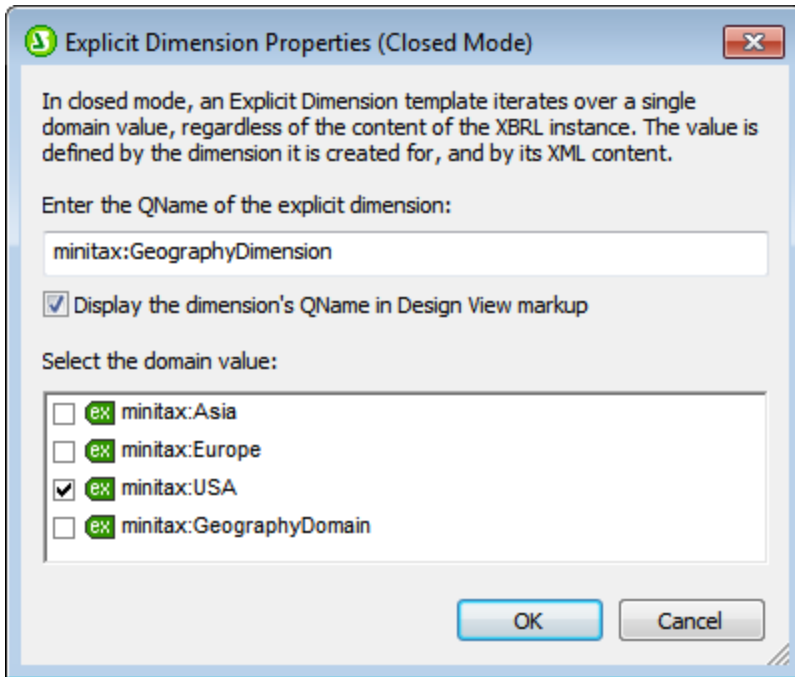 Explicit Dimension Properties (Closed Mode)
In closed mode, an Explicit Dimension template iterates over a single
domain value, regardless of the content of the XBRL instance. The value is
defined by the dimension it is created for, and by its XML content.
Enter the QName of the explicit dimension:
minitax:GeographyDimension
Display the dimension's QName in Design View markup
Select the domain value:
ex minitax:Asia
ex minitax:Europe
ex minitax:USA
ex minitax:GeographyDomain
OK Cancel